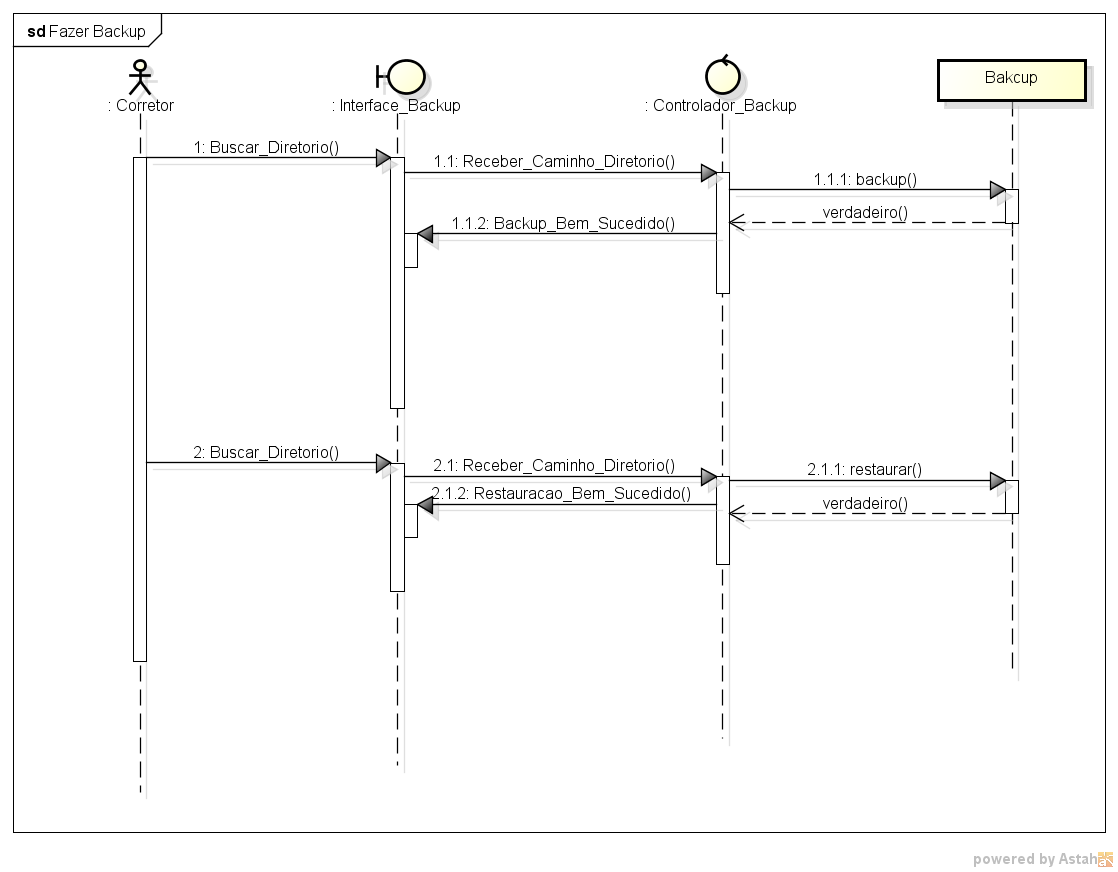 sd Fazer Backup
: Corretor
: Interface_Backup
: Controlador_Backup
Bakcup
1: Buscar_Diretorio()
1.1: Receber_Caminho_Diretorio()
1.1.1: backup()
verdadeiro()
1.1.2: Backup_Bem_Sucedido()
2: Buscar_Diretorio()
2.1: Receber_Caminho_Diretorio()
2.1.1: restaurar()
2.1.2: Restauracao_Bem_Sucedido()
verdadeiro()
powered by Astah